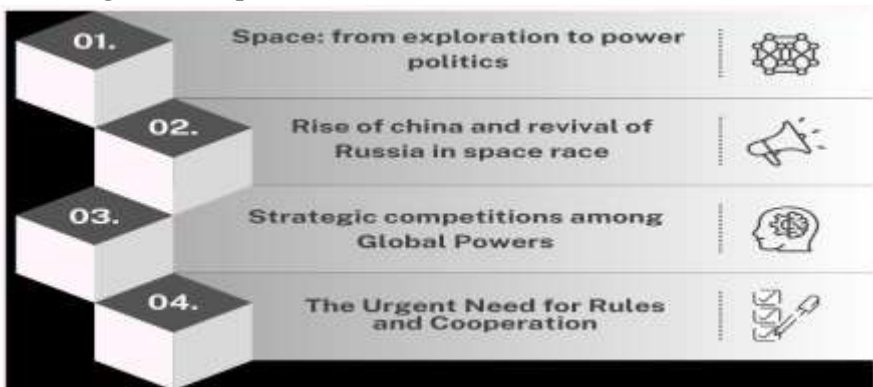 01.
Space: from exploration to power
politics
02.
Rise of china and revival of
Russia in space race
03.
Strategic competitions among
Global Powers
04.
The Urgent Need for Rules
and Cooperation